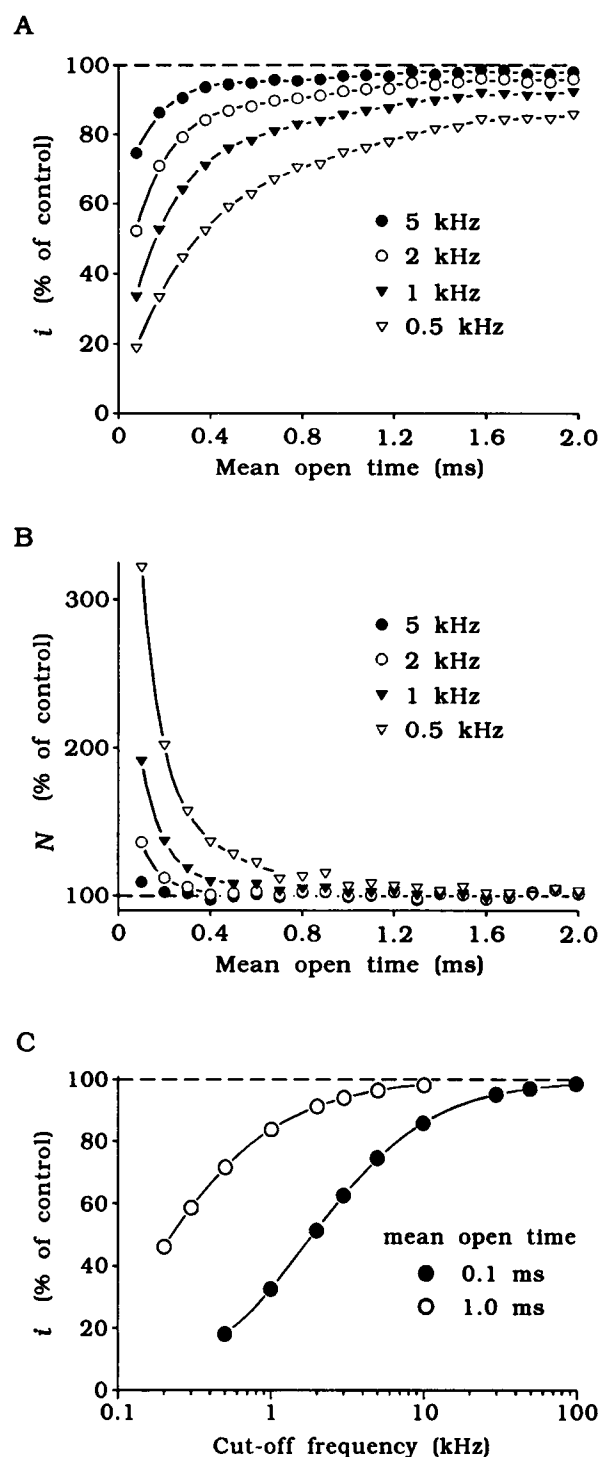 A
100
80
60
40
20
0
i (% of control)
5 kHz
2 kHz
1 kHz
0.5 kHz
0 0.4 0.8 1.2 1.6 2.0
Mean open time (ms)
B
300
200
100
N (% of control)
5 kHz
2 kHz
1 kHz
0.5 kHz
0 0.4 0.8 1.2 1.6 2.0
Mean open time (ms)
C
100
80
60
40
20
0
i (% of control)
mean open time
0.1 ms
1.0 ms
0.1 1 10 100
Cut-off frequency (kHz)